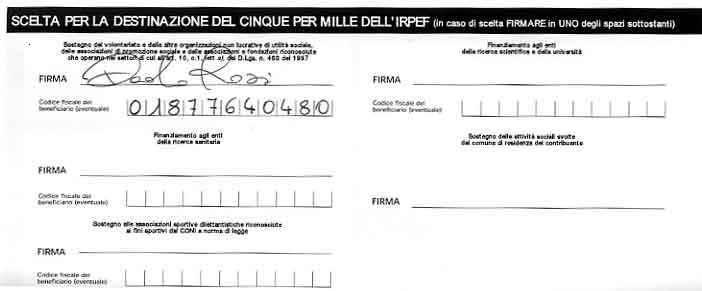 SCELTA PER LA DESTINAZIONE DEL CINQUE PER MILLE DELL'IRPEF (in caso di scelta FIRMARE in UNO degli spazi sottostanti)
Sostegno del volontariato e delle altre organizzazioni non lucrative di utilità sociale,
delle associazioni di promozione sociale e delle associazioni e fondazioni riconosciute
che operano nei settori di cui all'art. 10, c. 1, lett a), del D.Lgs. n. 460 del 1997
FIRMA Paolo Rossi
Codice fiscale del
beneficiario (eventuale) 01877640480
Finanziamento agli enti
della ricerca scientifica e della università
FIRMA
Codice fiscale del
beneficiario (eventuale)
Finanziamento agli enti
della ricerca sanitaria
FIRMA
Codice fiscale del
beneficiario (eventuale)
Sostegno delle attività sociali svolte
dal comune di residenza del contribuente
FIRMA
Sostegno alle associazioni sportive dilettantistiche riconosciute
ai fini sportivi dal CONI a norma di legge
FIRMA
Codice fiscale del
beneficiario (eventuale)